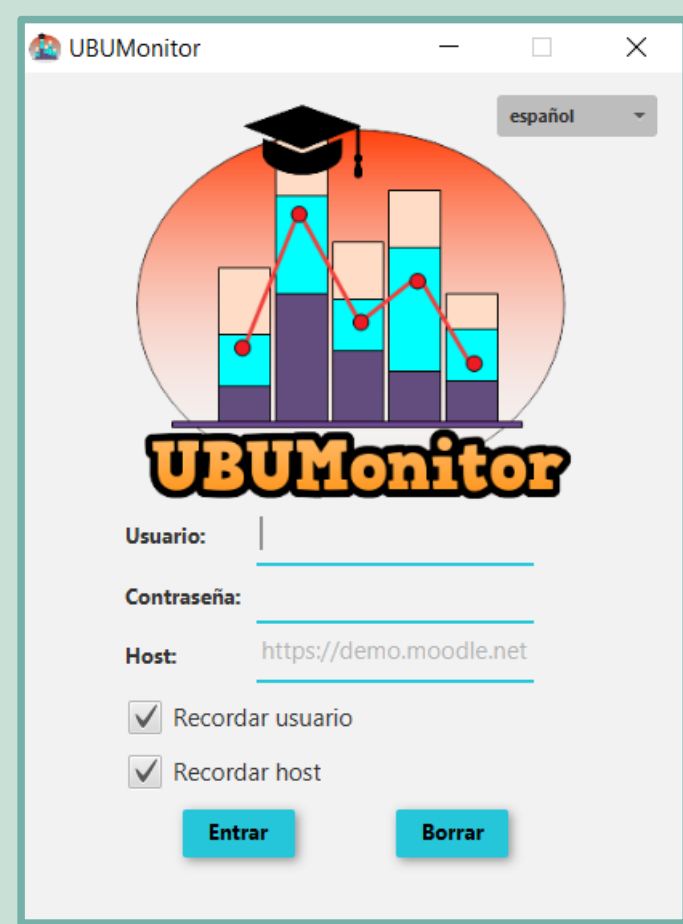 UBUMonitor
español
UBUMonitor
Usuario:
Contraseña:
Host: https://demo.moodle.net
Recordar usuario
Recordar host
Entrar Borrar